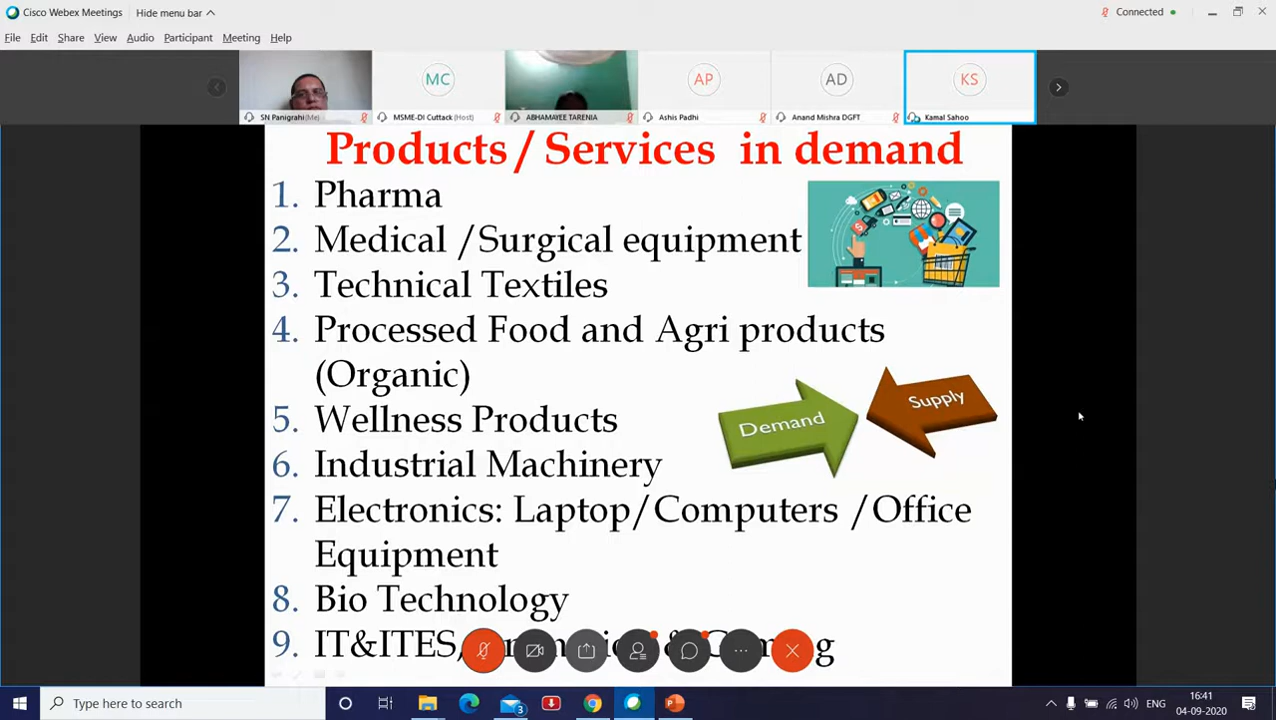 Cisco Webex Meetings
Hide menu bar
Connected
File Edit Share View Audio Participant Meeting Help
MC
AP
AD
KS
SN Panigrahi (Me)
MSME-DI Cuttack (Host)
ABHAMAYEE TARENIA
Ashis Padhi
Anand Mishra DGFT
Kamal Sahoo
Products/ Services in demand
1. Pharma
2. Medical /Surgical equipment
3. Technical Textiles
4. Processed Food and Agri products
(Organic)
Demand
Supply
5. Wellness Products
6. Industrial Machinery
7. Electronics: Laptop/Computers /Office
Equipment
8. Bio Technology
9. IT&ITES/
Type here to search
3
ENG
16:41
04-09-2020